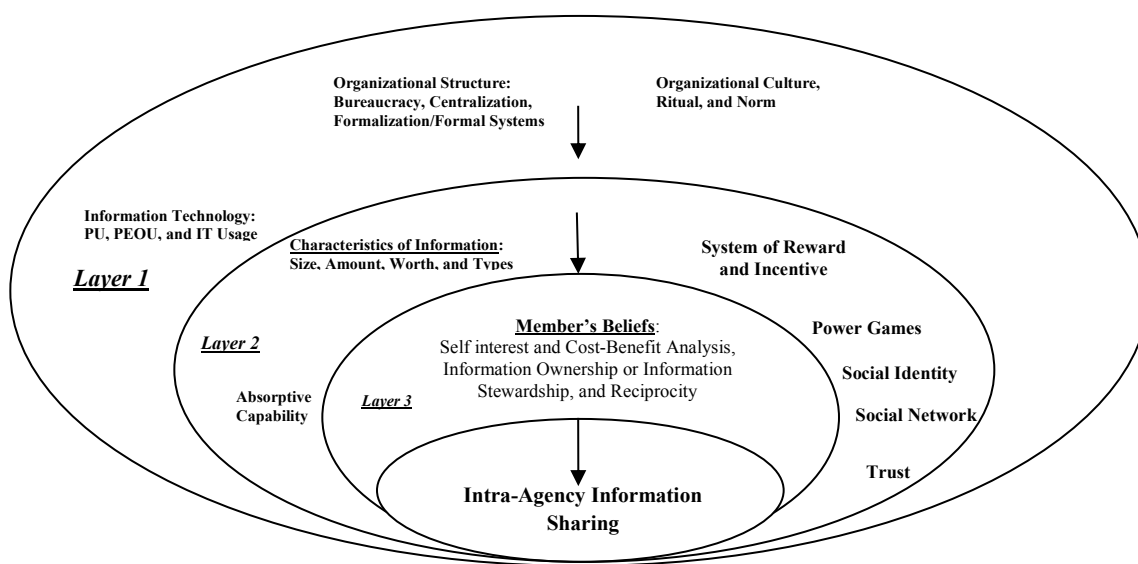 Organizational Structure:
Bureaucracy, Centralization,
Formalization/Formal Systems
Organizational Culture,
Ritual, and Norm
Information Technology:
PU, PEOU, and IT Usage
Layer 1
Characteristics of Information:
Size, Amount, Worth, and Types
System of Reward
and Incentive
Layer 2
Absorptive
Capability
Power Games
Social Identity
Social Network
Trust
Member’s Beliefs:
Self interest and Cost-Benefit Analysis,
Information Ownership or Information
Stewardship, and Reciprocity
Layer 3
Intra-Agency Information
Sharing